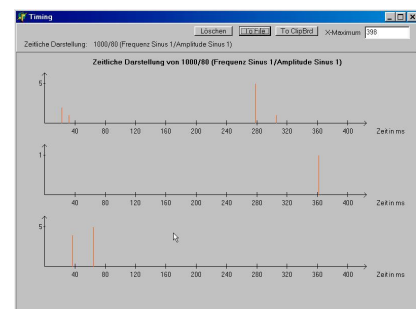 Timing
Löschen To File To ClipBrd X-Maximum 398
Zeitliche Darstellung: 1000/80 (Frequenz Sinus 1/Amplitude Sinus 1)
Zeitliche Darstellung von 1000/80 (Frequenz Sinus 1/Amplitude Sinus 1)
5
40 80 120 160 200 240 280 320 360 400 Zeit in ms
1
40 80 120 160 200 240 280 320 360 400 Zeit in ms
5
40 80 120 160 200 240 280 320 360 400 Zeit in ms